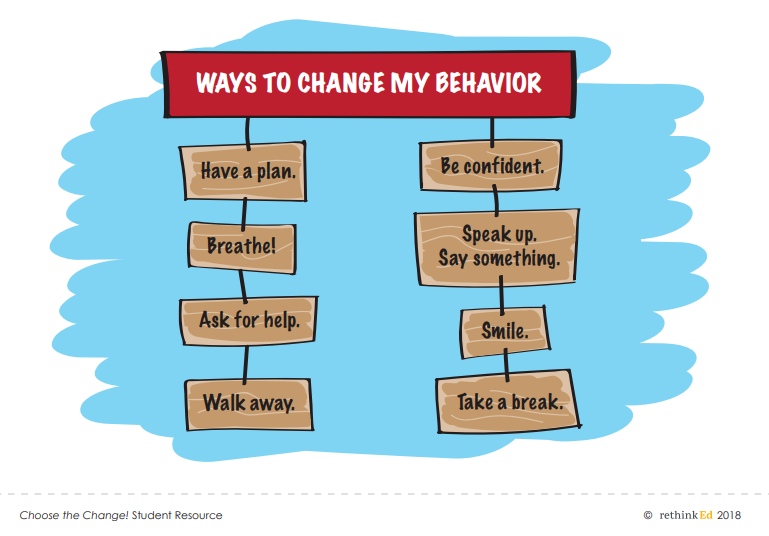 WAYS TO CHANGE MY BEHAVIOR
Have a plan.
Breathe!
Ask for help.
Walk away.
Be confident.
Speak up.
Say something.
Smile.
Take a break.
Choose the Change! Student Resource
© rethinkEd 2018